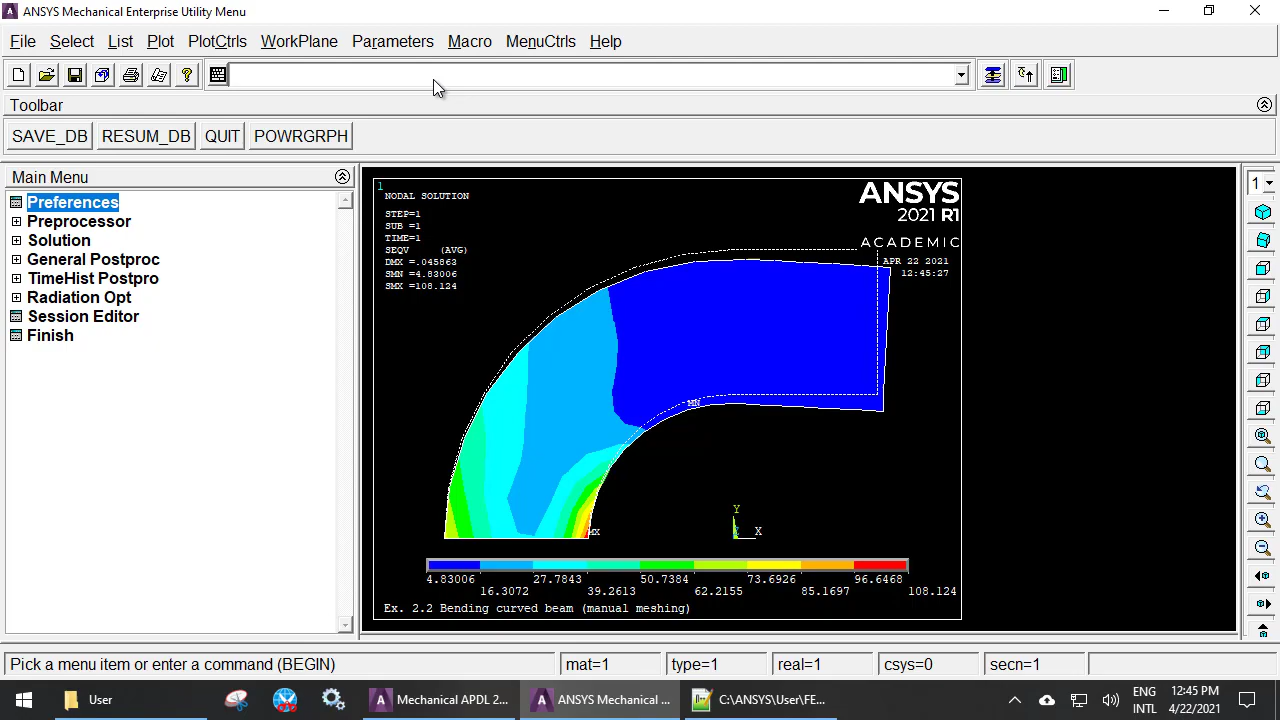 ANSYS Mechanical Enterprise Utility Menu
File Select List Plot PlotCtrls WorkPlane Parameters Macro MenuCtrls Help
Toolbar
SAVE_DB RESUM_DB QUIT POWRGRPH
Main Menu
Preferences
Preprocessor
Solution
General Postproc
TimeHist Postpro
Radiation Opt
Session Editor
Finish
1
NODAL SOLUTION
STEP=1
SUB =1
TIME=1
SEQV (AVG)
DMX =.045863
SMN =4.83006
SMX =108.124
ANSYS
2021 R1
ACADEMIC
APR 22 2021
12:45:27
MN
MX
Y
X
4.83006 27.7843 50.7384 73.6926 96.6468
16.3072 39.2613 62.2155 85.1697 108.124
Ex. 2.2 Bending curved beam (manual meshing)
1
Pick a menu item or enter a command (BEGIN) mat=1 type=1 real=1 csys=0 secn=1
User Mechanical APDL 2... ANSYS Mechanical ... C:\ANSYS\User\FE...
ENG
INTL
12:45 PM
4/22/2021